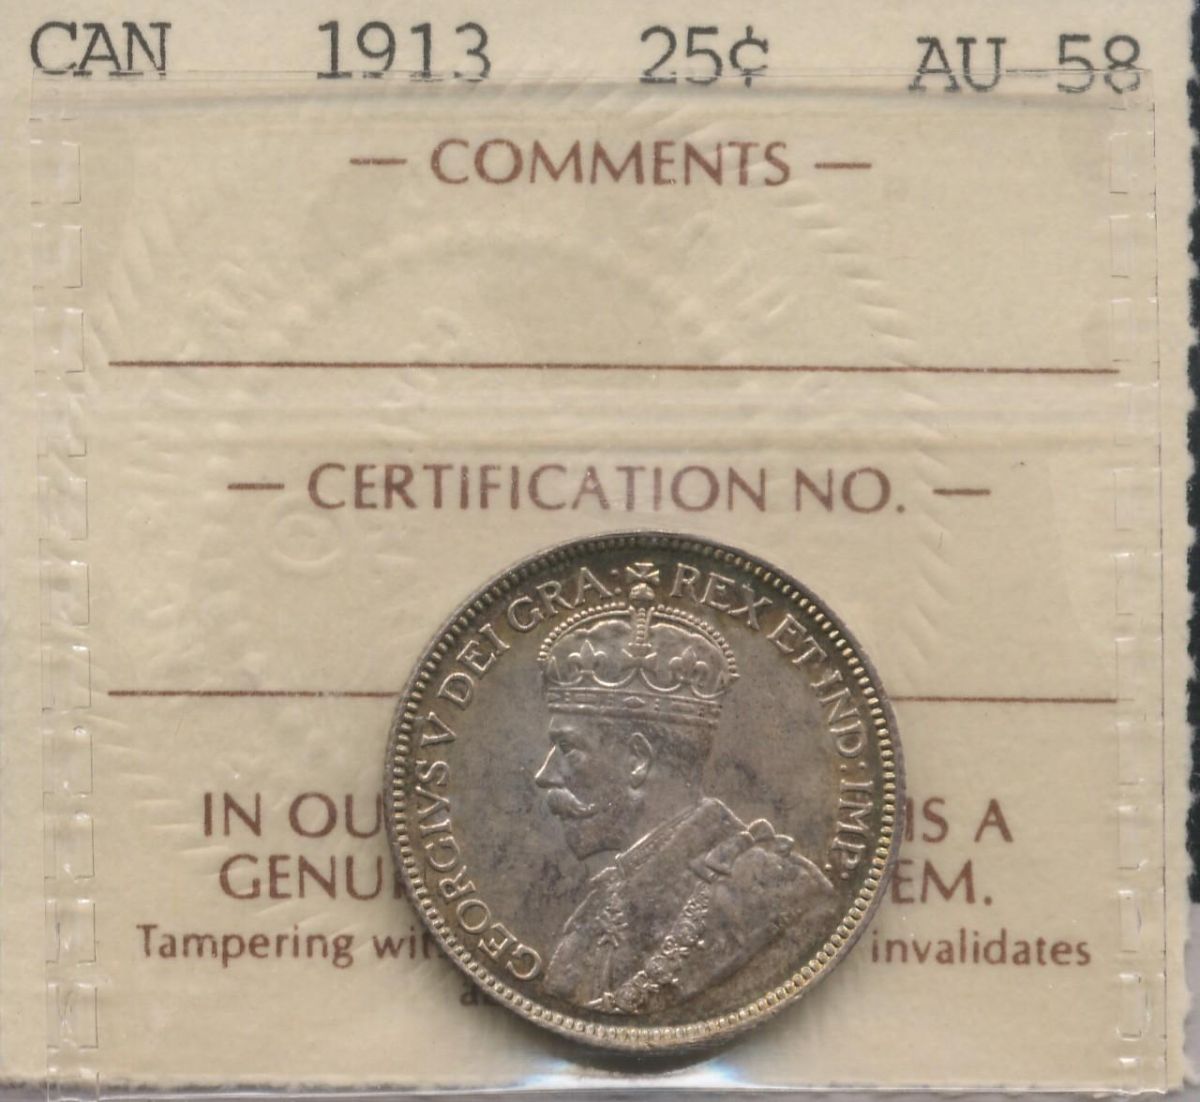 CAN 1913 25¢ AU 58
— COMMENTS —
— CERTIFICATION NO. —
GEORGIVS V DEI GRA: REX ET IND: IMP:
IN OU IS A
GENU EM.
Tampering wit invalidates
a